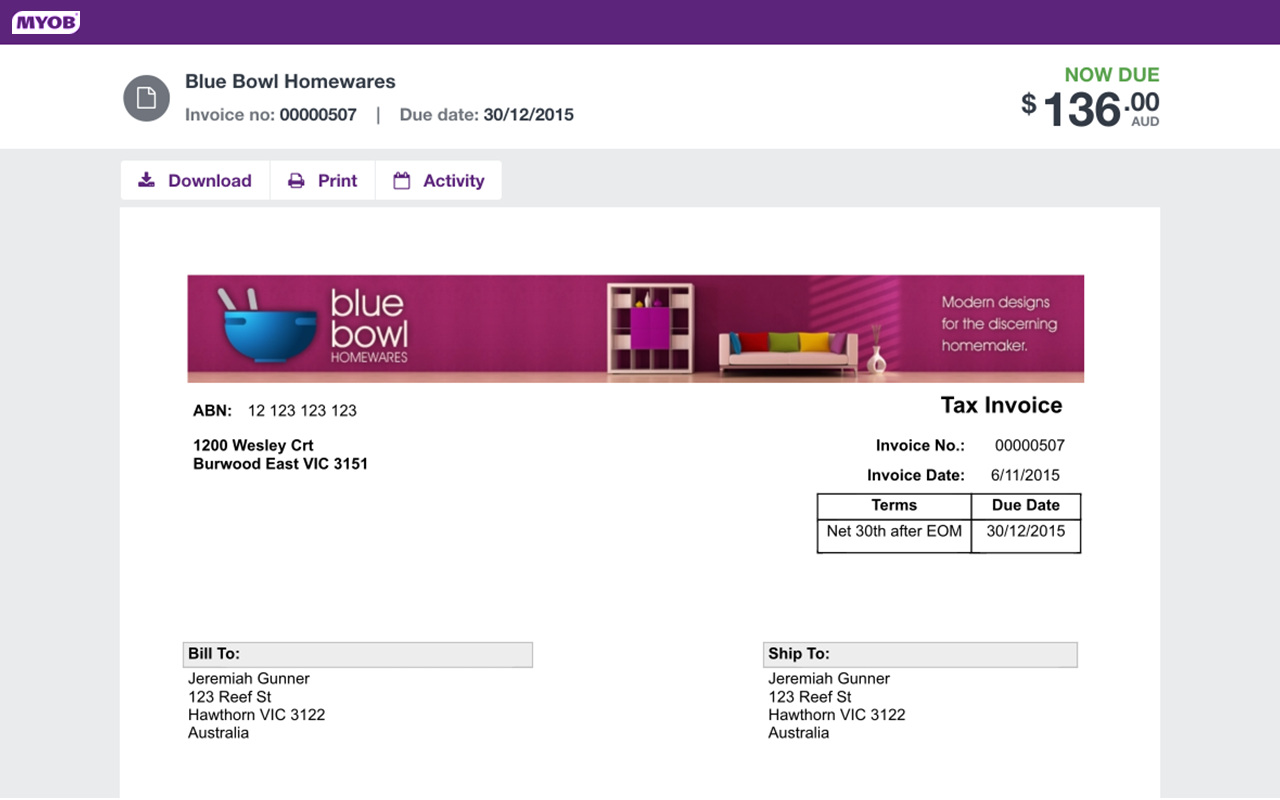 MYOB
Blue Bowl Homewares
Invoice no: 00000507 | Due date: 30/12/2015
NOW DUE
$136.00
AUD
Download
Print
Activity
blue
bowl
HOMEWARES
Modern designs
for the discerning
homemaker.
ABN: 12 123 123 123
1200 Wesley Crt
Burwood East VIC 3151
Tax Invoice
Invoice No.: 00000507
Invoice Date: 6/11/2015
Terms Due Date
Net 30th after EOM 30/12/2015
Bill To:
Jeremiah Gunner
123 Reef St
Hawthorn VIC 3122
Australia
Ship To:
Jeremiah Gunner
123 Reef St
Hawthorn VIC 3122
Australia